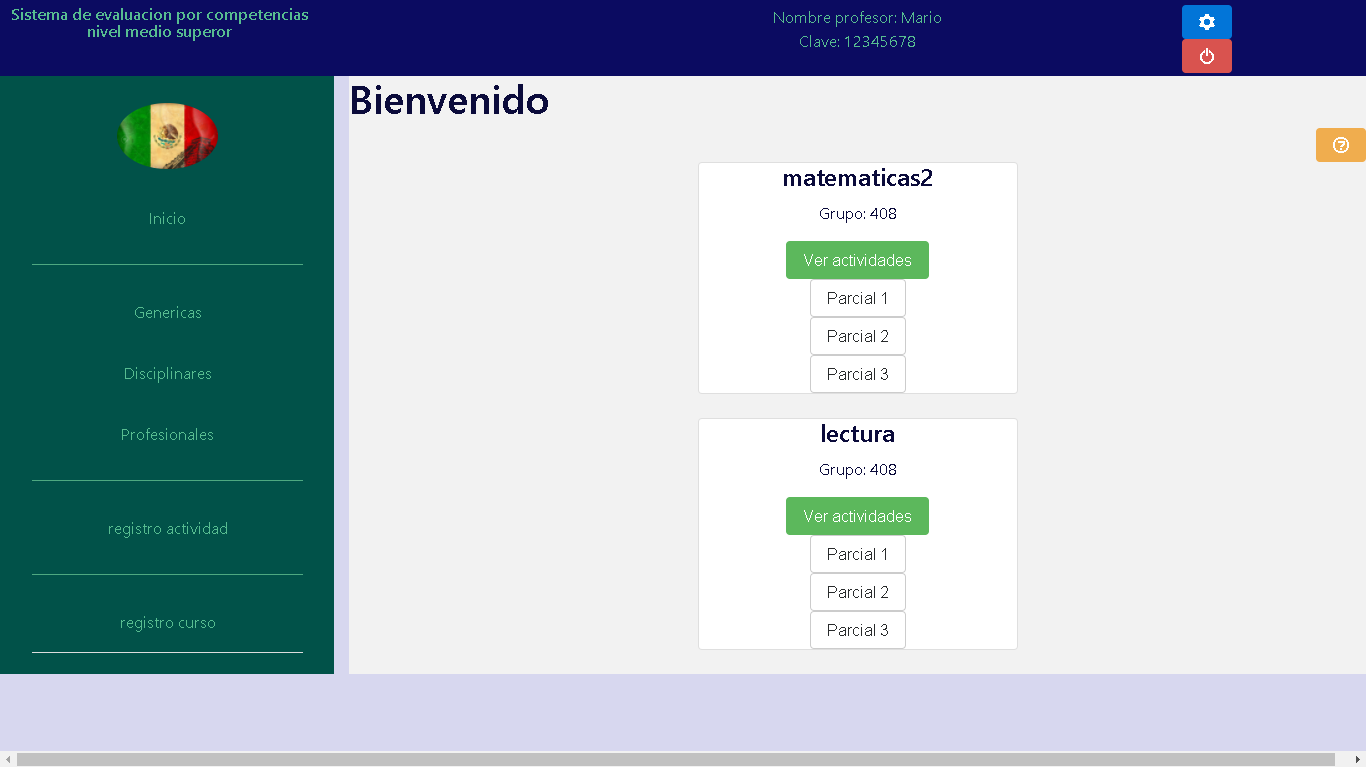 Sistema de evaluacion por competencias
nivel medio superor
Nombre profesor: Mario
Clave: 12345678
Inicio
Genericas
Disciplinares
Profesionales
registro actividad
registro curso
Bienvenido
matematicas2
Grupo: 408
Ver actividades
Parcial 1
Parcial 2
Parcial 3
lectura
Grupo: 408
Ver actividades
Parcial 1
Parcial 2
Parcial 3